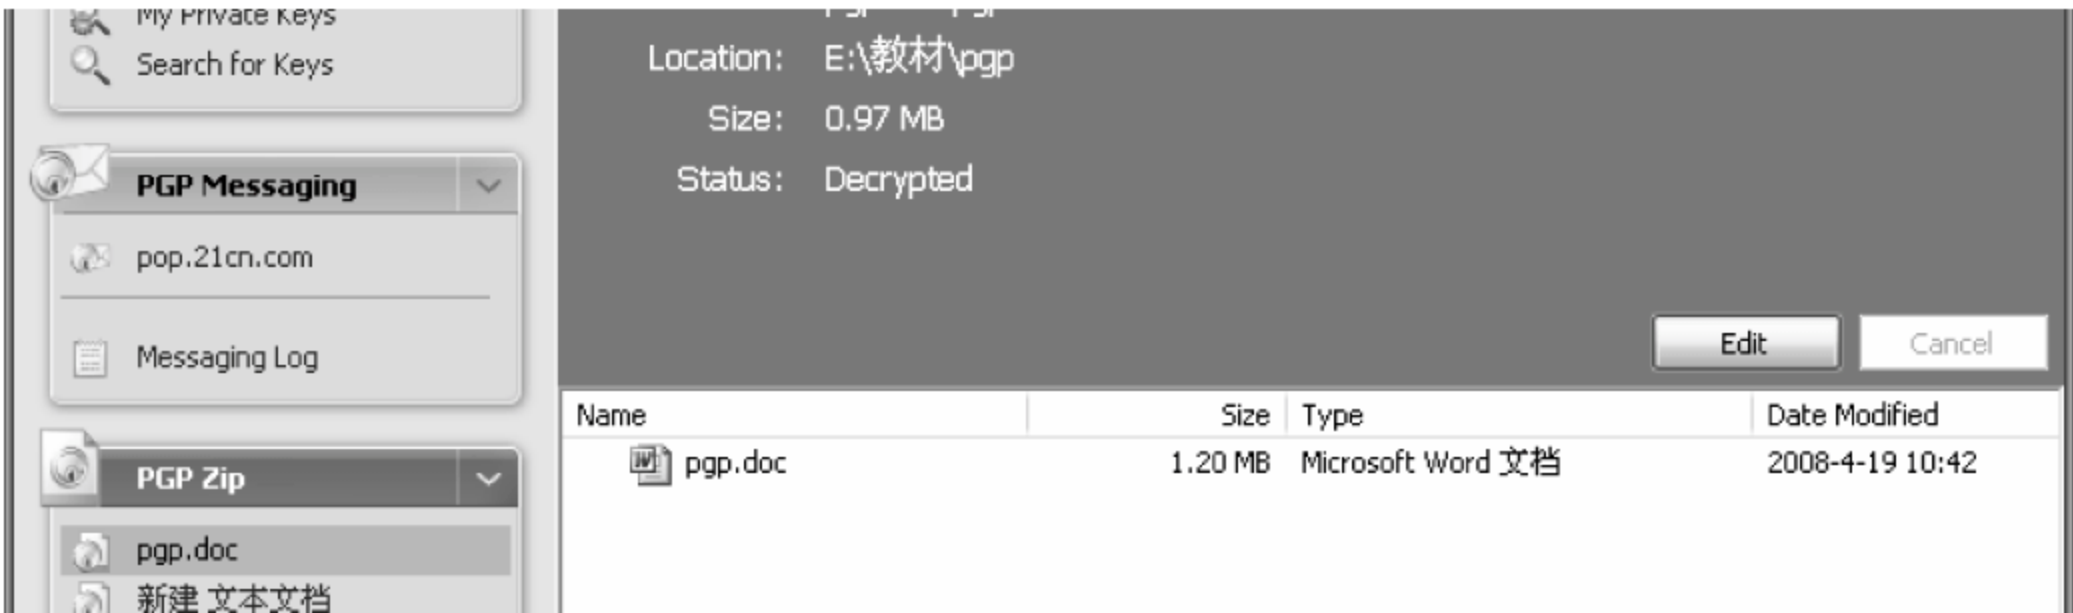 My Private Keys
Search for Keys
PGP Messaging
pop.21cn.com
Messaging Log
PGP Zip
pgp.doc
新建 文本文档
Location: E:\教材\pgp
Size: 0.97 MB
Status: Decrypted
Edit Cancel
Name Size Type Date Modified
pgp.doc 1.20 MB Microsoft Word 文档 2008-4-19 10:42